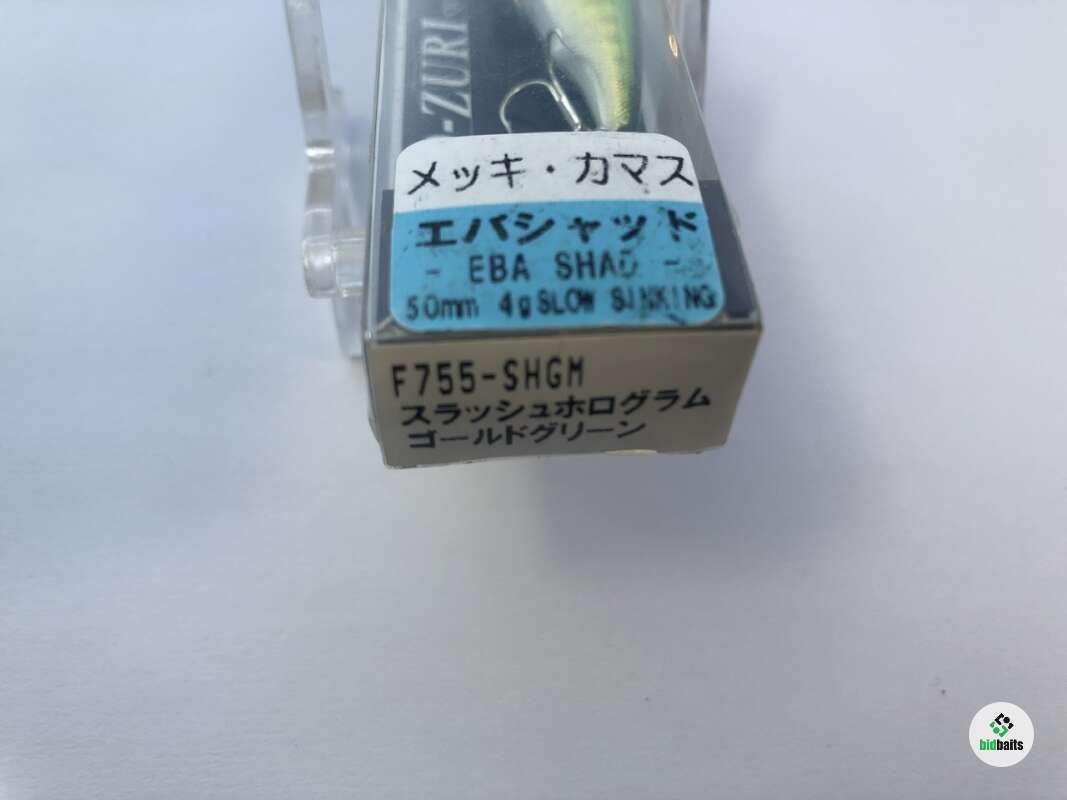 -ZURI
メッキ・カマス
エバシャッド
- EBA SHAD -
50mm 4g SLOW SINKING
F755-SHGM
スラッシュホログラム
ゴールドグリーン
bidbaits